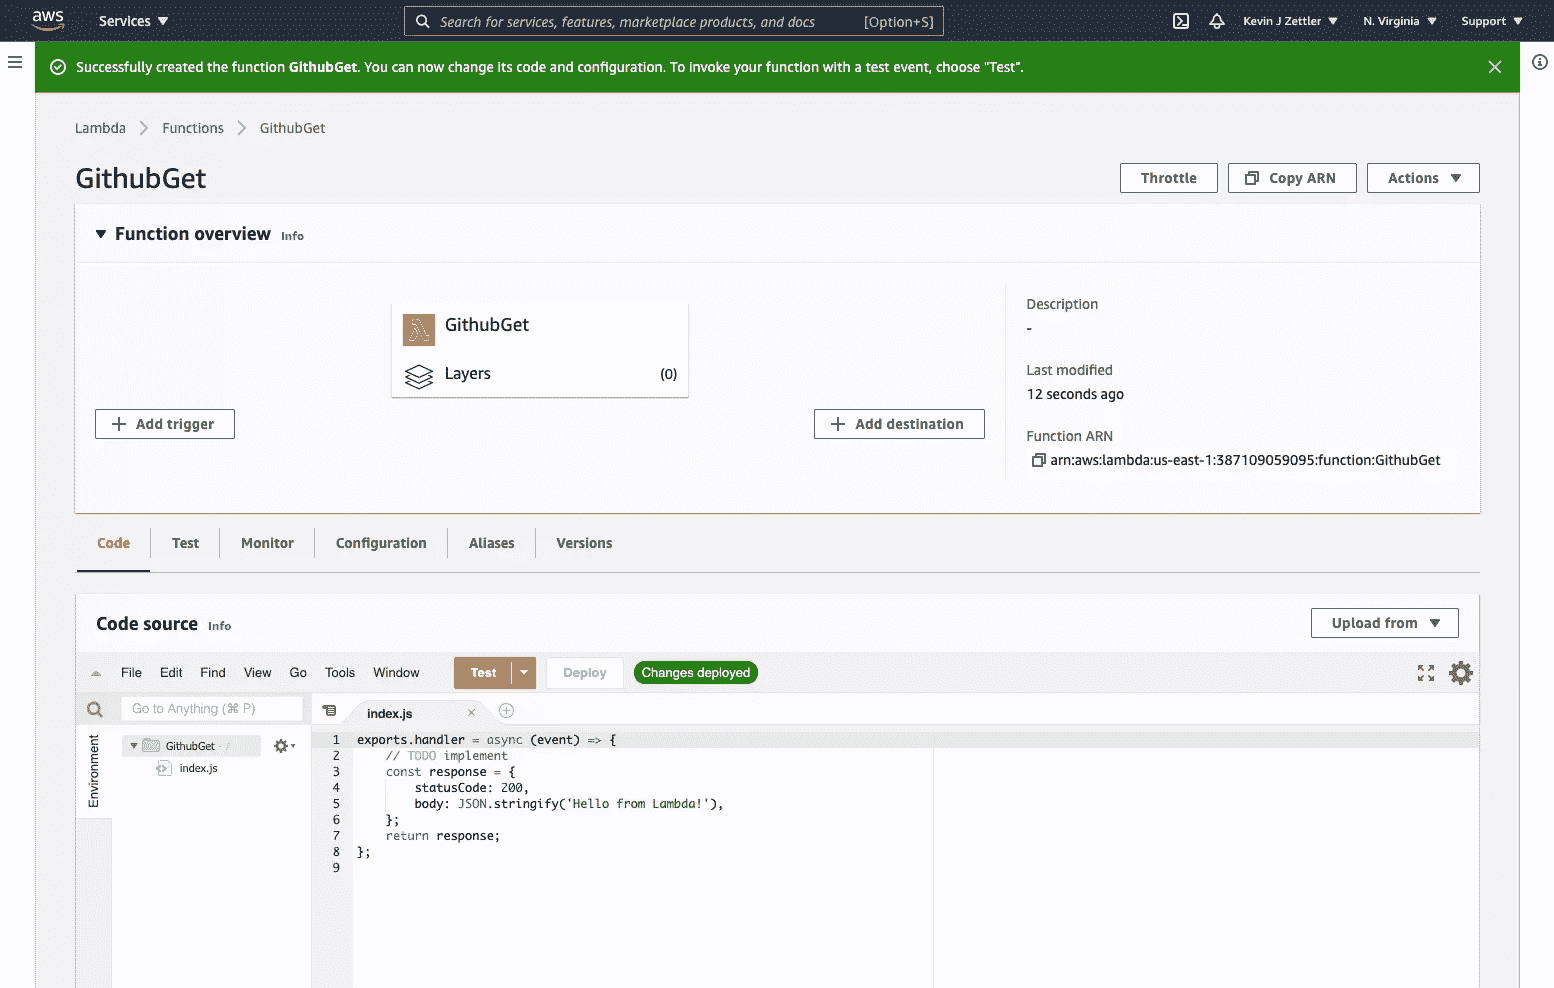 aws Services ▼ Search for services, features, marketplace products, and docs [Option+S] Kevin J Zettler ▼ N. Virginia ▼ Support ▼
Successfully created the function GithubGet. You can now change its code and configuration. To invoke your function with a test event, choose "Test".
Lambda Functions GithubGet
GithubGet
Throttle Copy ARN Actions ▼
▼ Function overview Info
GithubGet
Layers (0)
+ Add trigger
+ Add destination
Description
-
Last modified
12 seconds ago
Function ARN
arn:aws:lambda:us-east-1:387109059095:function:GithubGet
Code Test Monitor Configuration Aliases Versions
Code source Info
Upload from ▼
File Edit Find View Go Tools Window Test Deploy Changes deployed
Go to Anything (⌘ P)
index.js
Environment
GithubGet - /
index.js
1 exports.handler = async (event) => {
2     // TODO implement
3     const response = {
4         statusCode: 200,
5         body: JSON.stringify('Hello from Lambda!'),
6     };
7     return response;
8 };
9